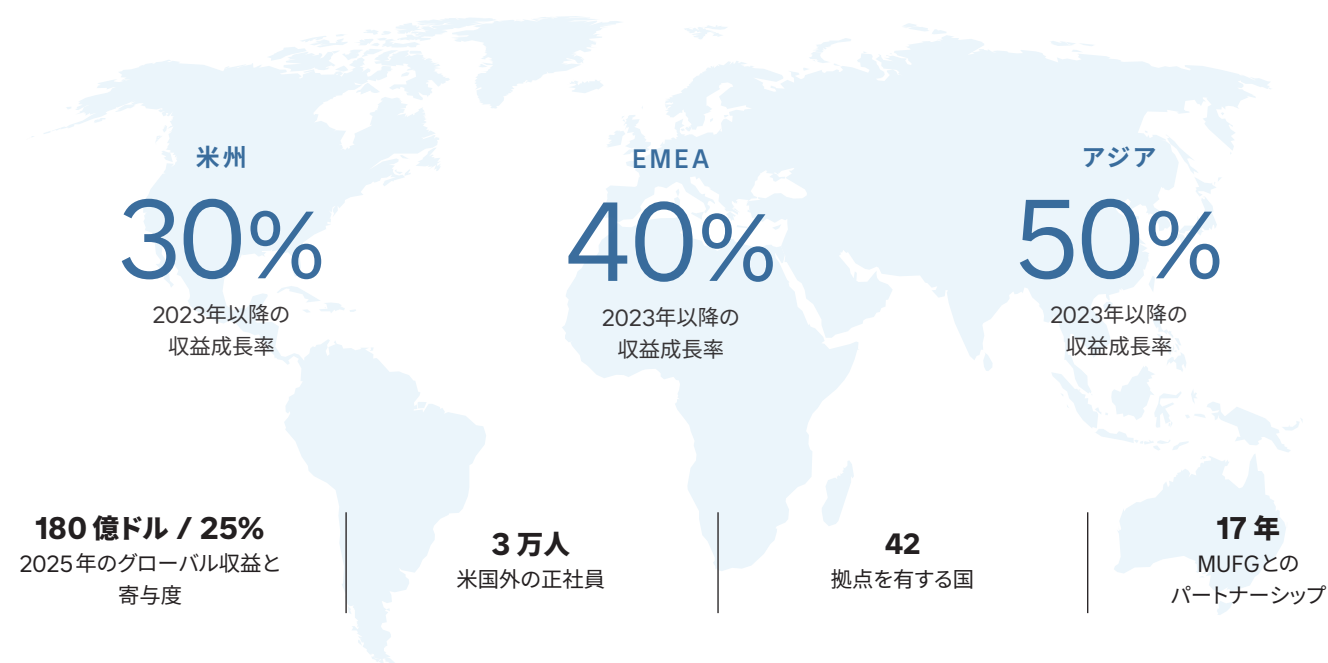 米州
30%
2023年以降の
収益成長率
EMEA
40%
2023年以降の
収益成長率
アジア
50%
2023年以降の
収益成長率
180 億ドル / 25%
2025年のグローバル収益と
寄与度
3 万人
米国外の正社員
42
拠点を有する国
17 年
MUFGとの
パートナーシップ